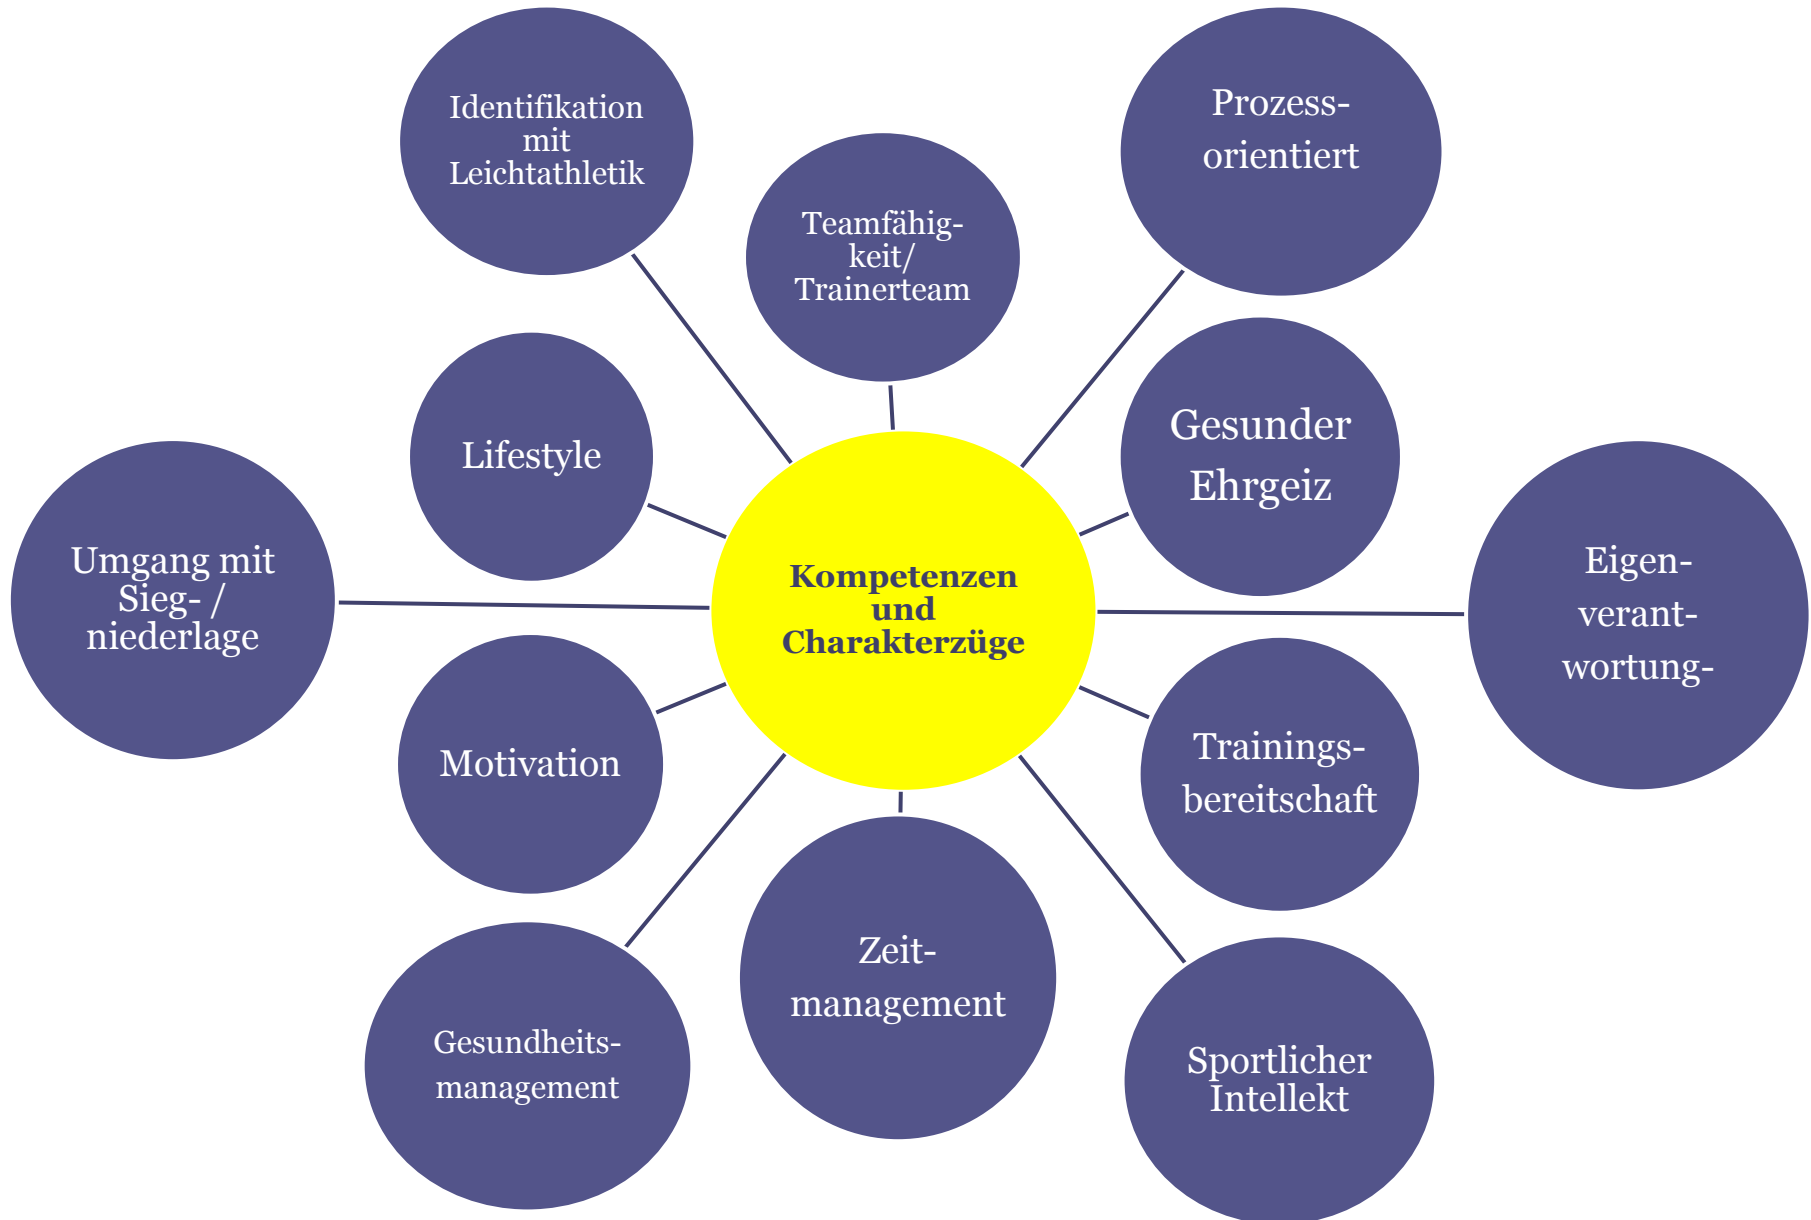 Identifikation
mit
Leichtathletik
Prozess-
orientiert
Teamfähig-
keit/
Trainerteam
Lifestyle
Gesunder
Ehrgeiz
Umgang mit
Sieg- /
niederlage
Kompetenzen
und
Charakterzüge
Eigen-
verant-
wortung-
Motivation
Trainings-
bereitschaft
Zeit-
management
Gesundheits-
management
Sportlicher
Intellekt